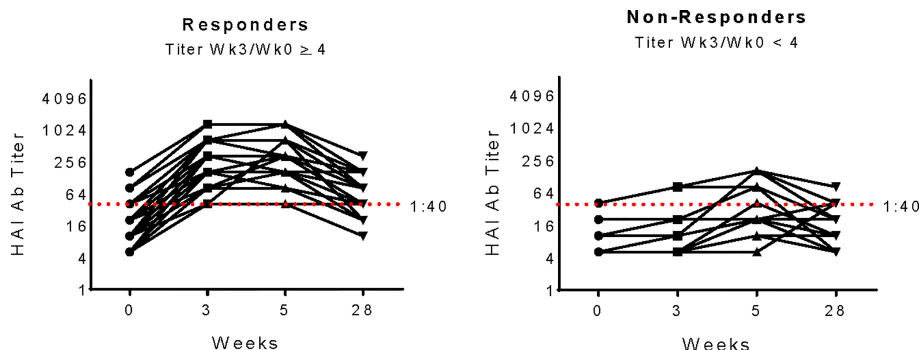 Responders
Titer Wk3/Wk0 ≥ 4
HAI Ab Titer
4096
1024
256
64
16
4
1
1:40
0 3 5 28
Weeks
Non-Responders
Titer Wk3/Wk0 < 4
HAI Ab Titer
4096
1024
256
64
16
4
1
1:40
0 3 5 28
Weeks